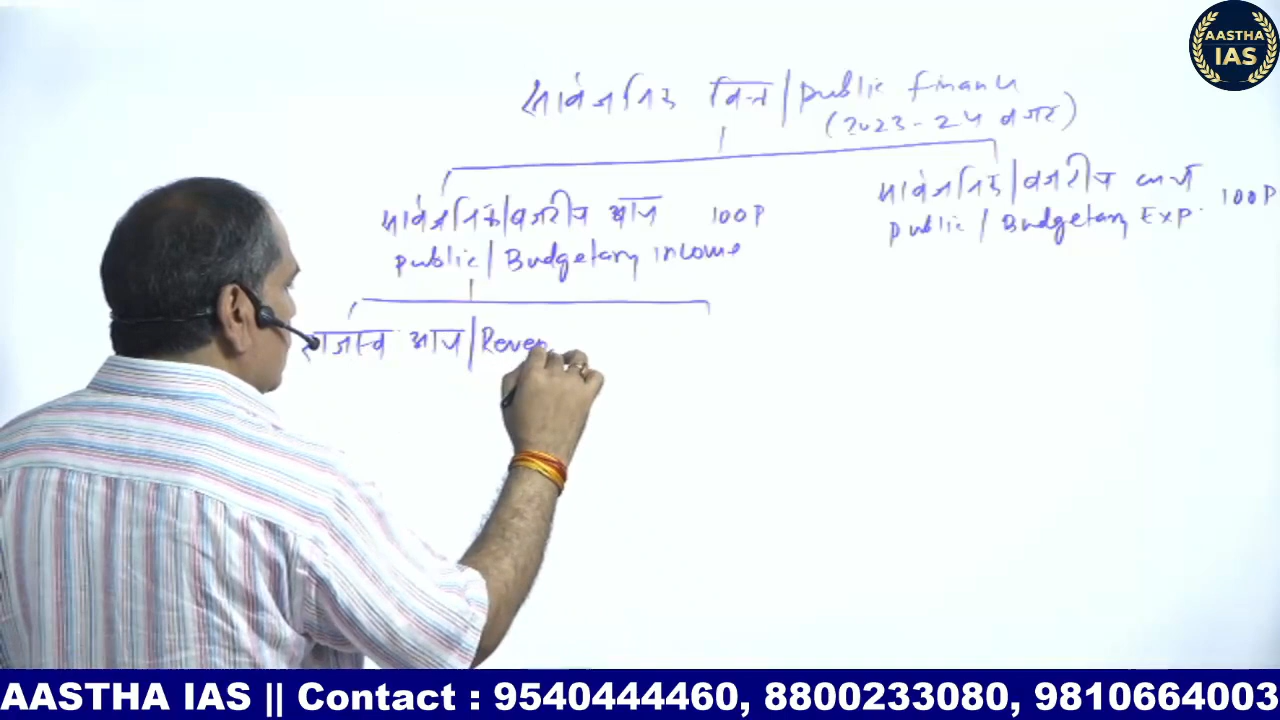 AASTHA
IAS
सार्वजनिक वित्त / public finance
(2023-24 बजट)
सार्वजनिक / बजटीय आय 100P
public / Budgetary income
सार्वजनिक / बजटीय व्यय 100P
public / Budgetary Exp.
राजस्व आय / Reven
AASTHA IAS || Contact : 9540444460, 8800233080, 9810664003